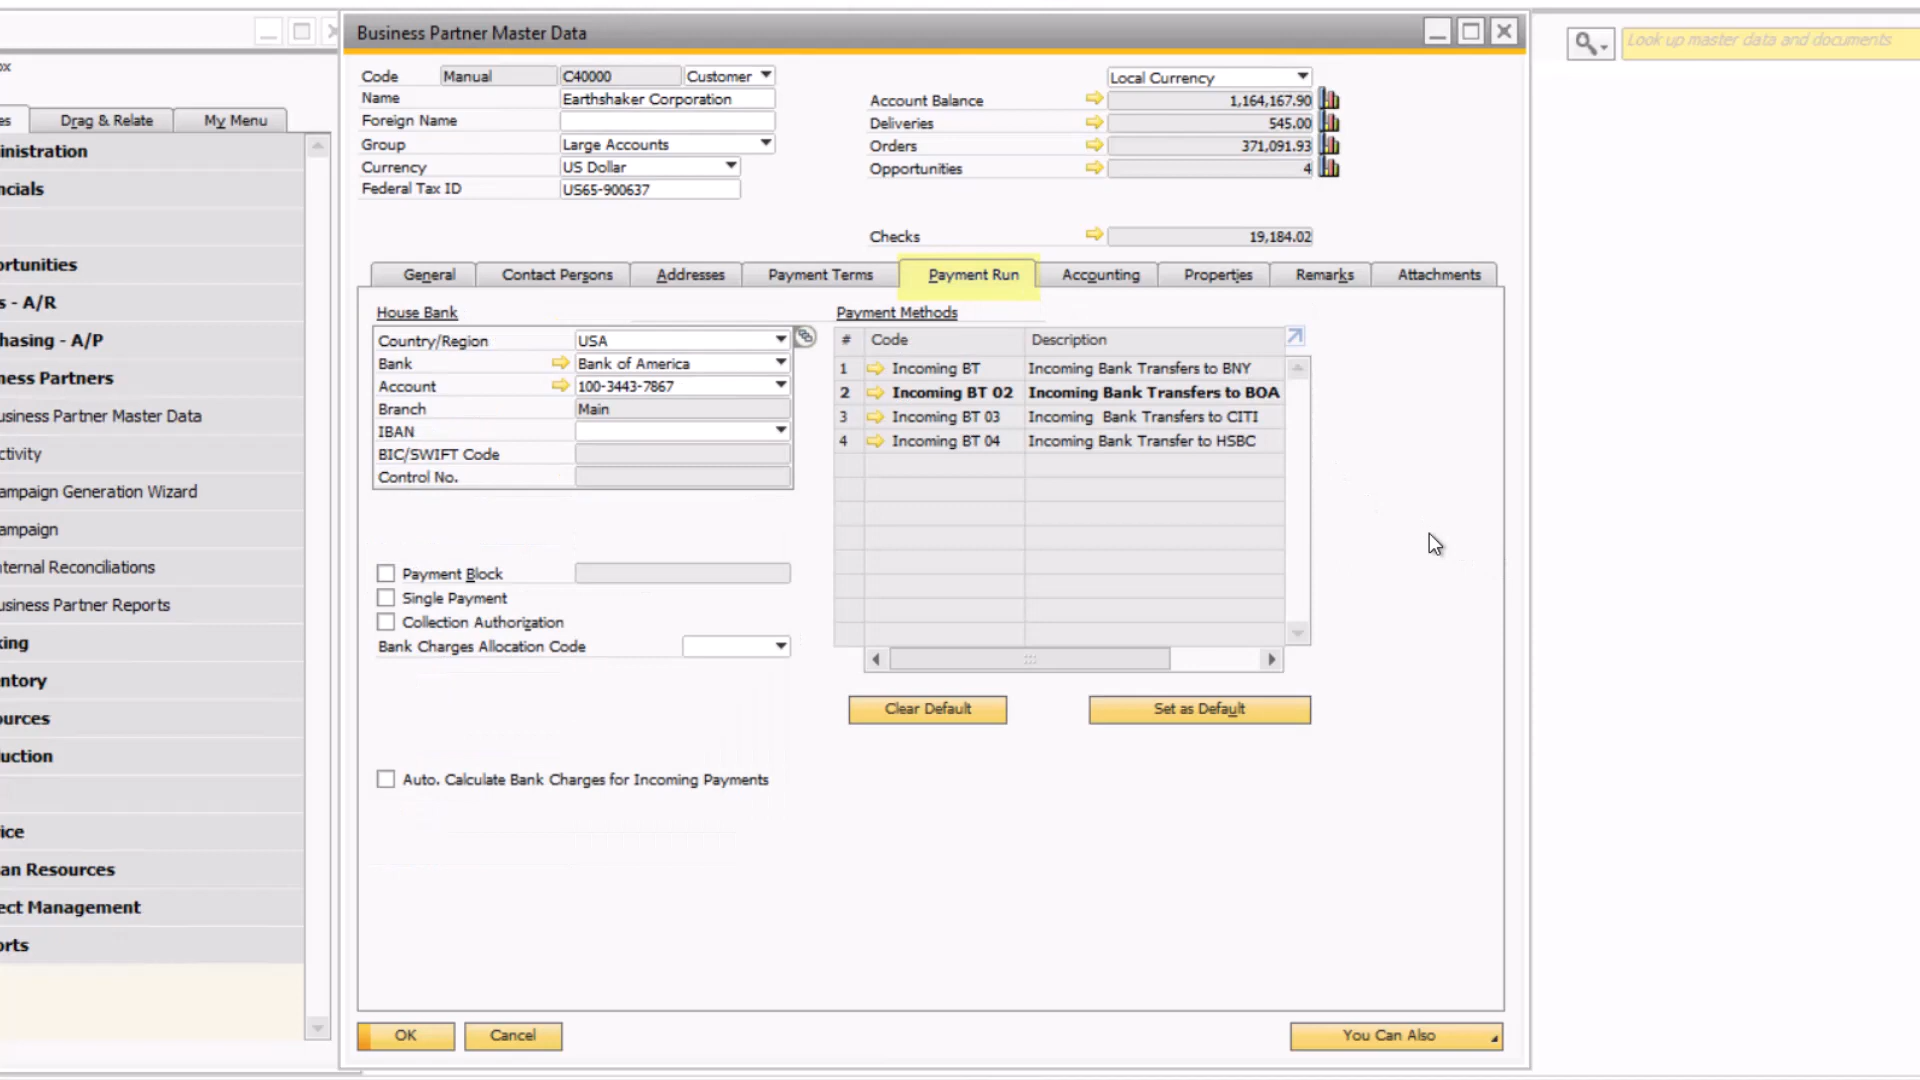 Business Partner Master Data
Look up master data and documents
ox
es
Drag & Relate
My Menu
inistration
ncials
ortunities
s - A/R
hasing - A/P
ness Partners
usiness Partner Master Data
ctivity
ampaign Generation Wizard
ampaign
nternal Reconciliations
usiness Partner Reports
king
ntory
ources
uction
ice
an Resources
ect Management
orts
Code Manual C40000 Customer
Name Earthshaker Corporation
Foreign Name
Group Large Accounts
Currency US Dollar
Federal Tax ID US65-900637
Local Currency
Account Balance 1,164,167.90
Deliveries 545.00
Orders 371,091.93
Opportunities 4
Checks 19,184.02
General Contact Persons Addresses Payment Terms Payment Run Accounting Properties Remarks Attachments
House Bank
Country/Region USA
Bank Bank of America
Account 100-3443-7867
Branch Main
IBAN
BIC/SWIFT Code
Control No.
Payment Block
Single Payment
Collection Authorization
Bank Charges Allocation Code
Auto. Calculate Bank Charges for Incoming Payments
Payment Methods
# Code Description
1 Incoming BT Incoming Bank Transfers to BNY
2 Incoming BT 02 Incoming Bank Transfers to BOA
3 Incoming BT 03 Incoming Bank Transfers to CITI
4 Incoming BT 04 Incoming Bank Transfer to HSBC
Clear Default Set as Default
OK Cancel You Can Also